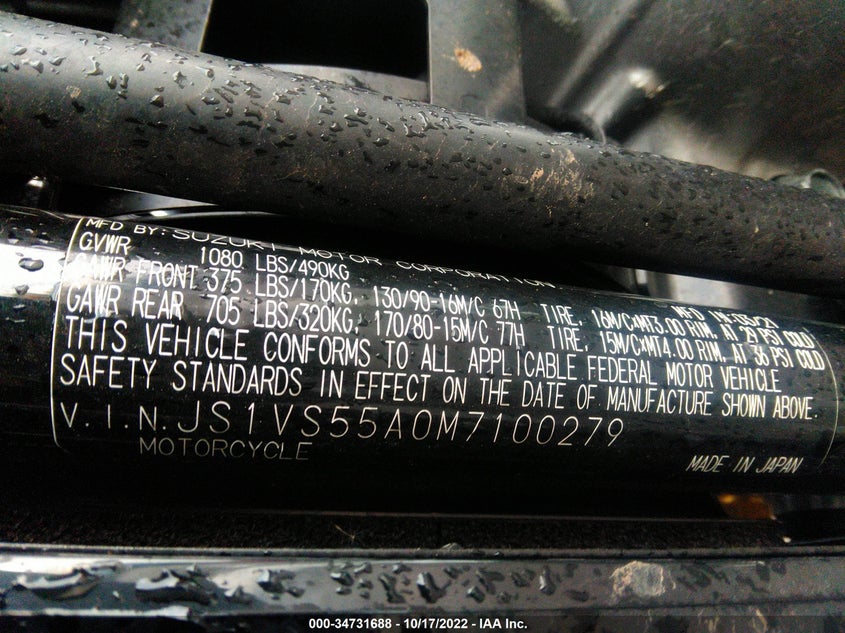 MFD BY: SUZUKI MOTOR CORPORATION
MFD IN: 03/21
GVWR 1080 LBS/490KG
GAWR FRONT 375 LBS/170KG, 130/90-16M/C 67H TIRE, 16M/C×MT3.00 RIM, AT 29 PSI COLD
GAWR REAR 705 LBS/320KG, 170/80-15M/C 77H TIRE, 15M/C×MT4.00 RIM, AT 36 PSI COLD
THIS VEHICLE CONFORMS TO ALL APPLICABLE FEDERAL MOTOR VEHICLE
SAFETY STANDARDS IN EFFECT ON THE DATE OF MANUFACTURE SHOWN ABOVE.
V.I.N. JS1VS55A0M7100279
MOTORCYCLE
MADE IN JAPAN
000-34731688 - 10/17/2022 - IAA Inc.